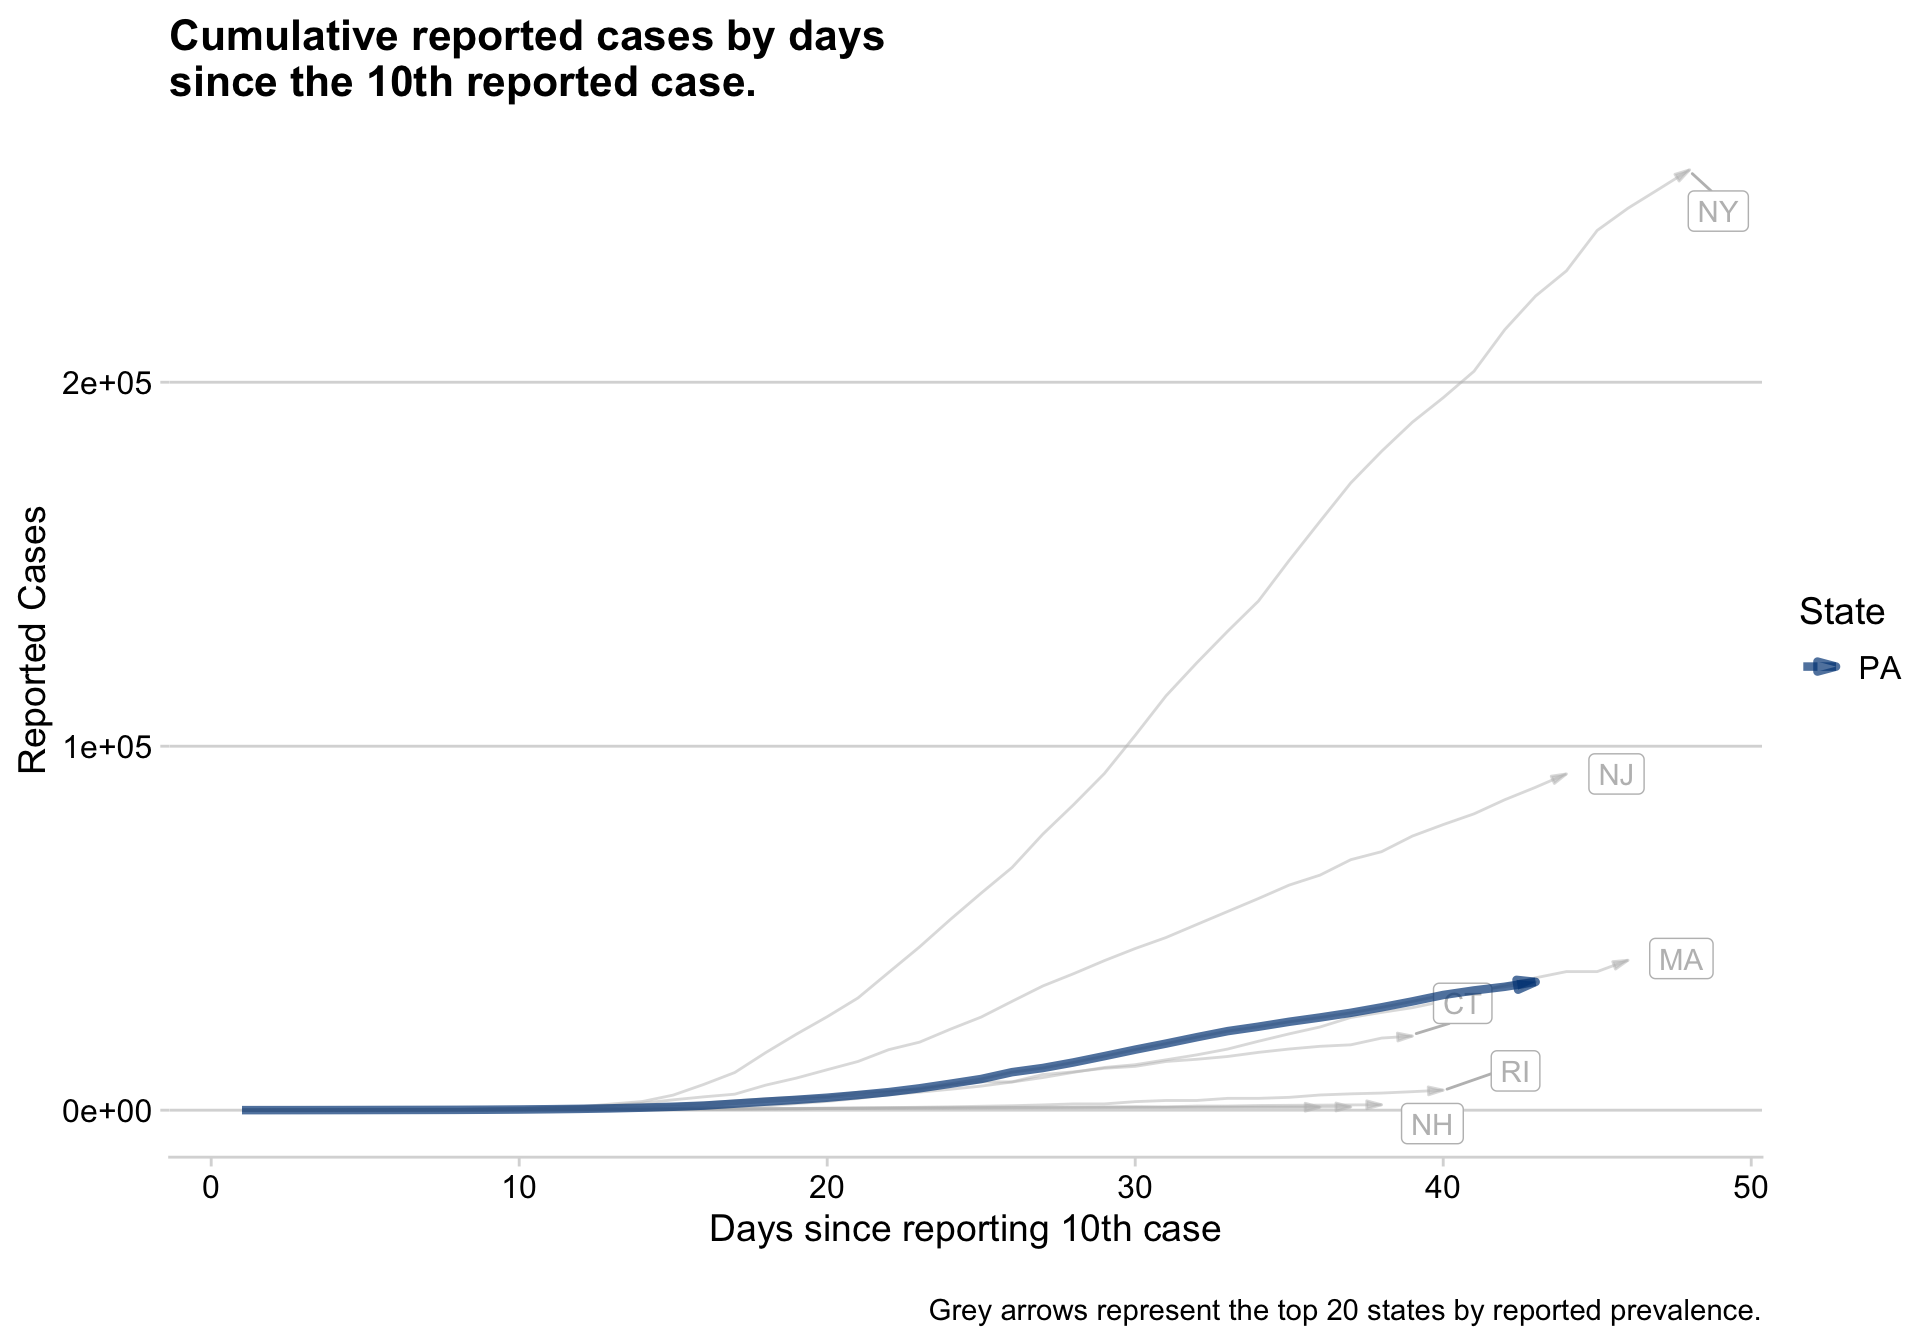 Cumulative reported cases by days
since the 10th reported case.
NY
2e+05
Reported Cases
State
PA
1e+05
NJ
MA
CT
RI
0e+00
NH
0 10 20 30 40 50
Days since reporting 10th case
Grey arrows represent the top 20 states by reported prevalence.